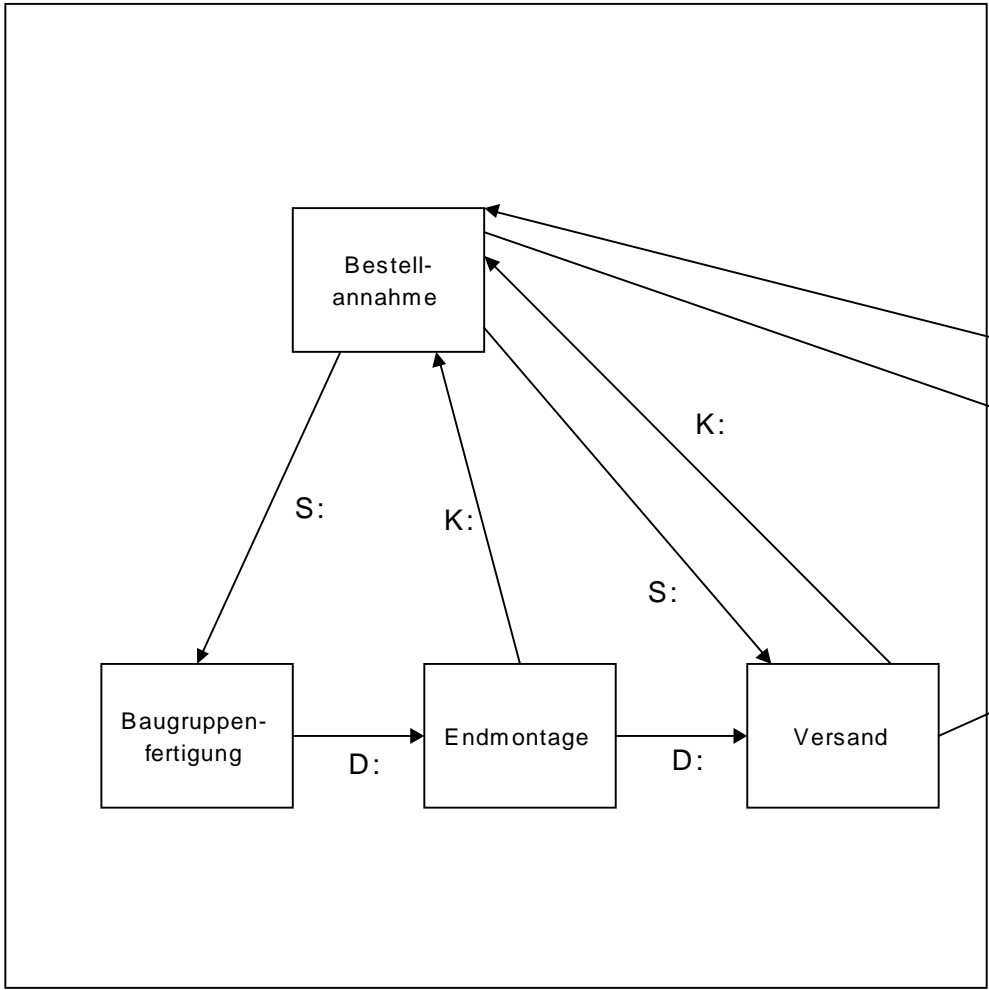 Bestell-
annahme
K:
S:
K:
S:
Baugruppen-
fertigung
D:
Endmontage
D:
Versand